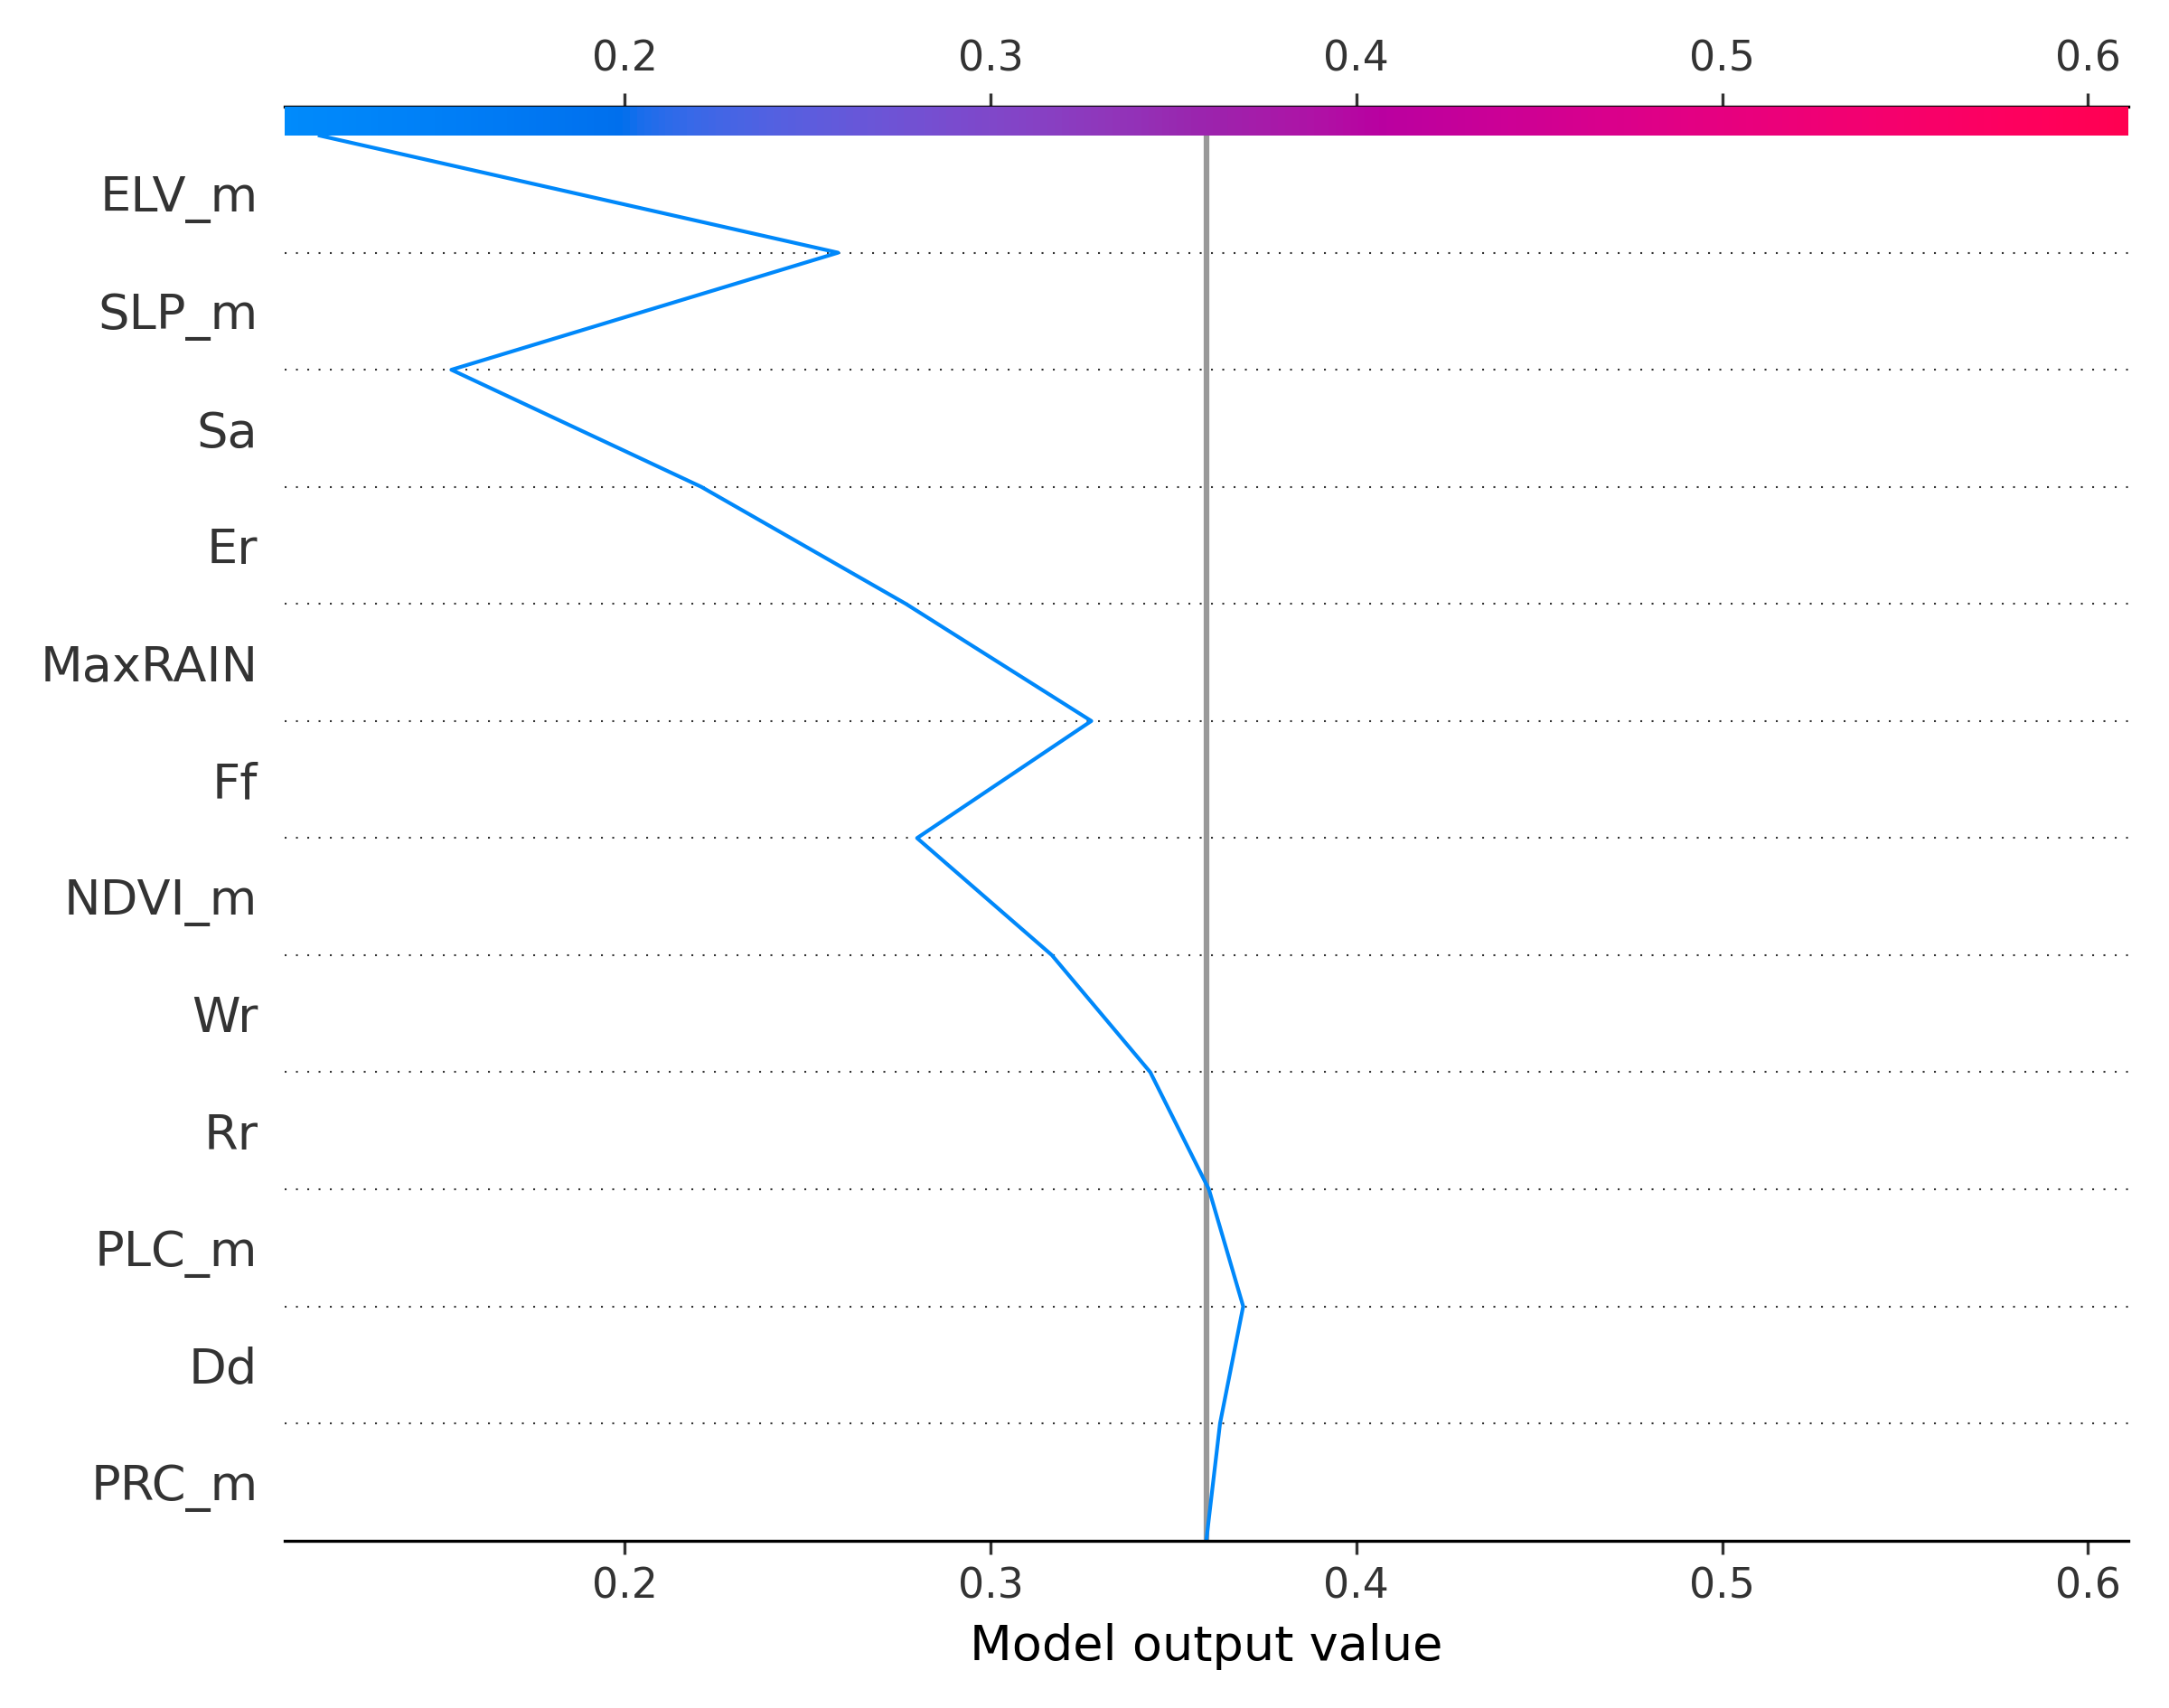 0.2 0.3 0.4 0.5 0.6
ELV_m
SLP_m
Sa
Er
MaxRAIN
Ff
NDVI_m
Wr
Rr
PLC_m
Dd
PRC_m
0.2 0.3 0.4 0.5 0.6
Model output value